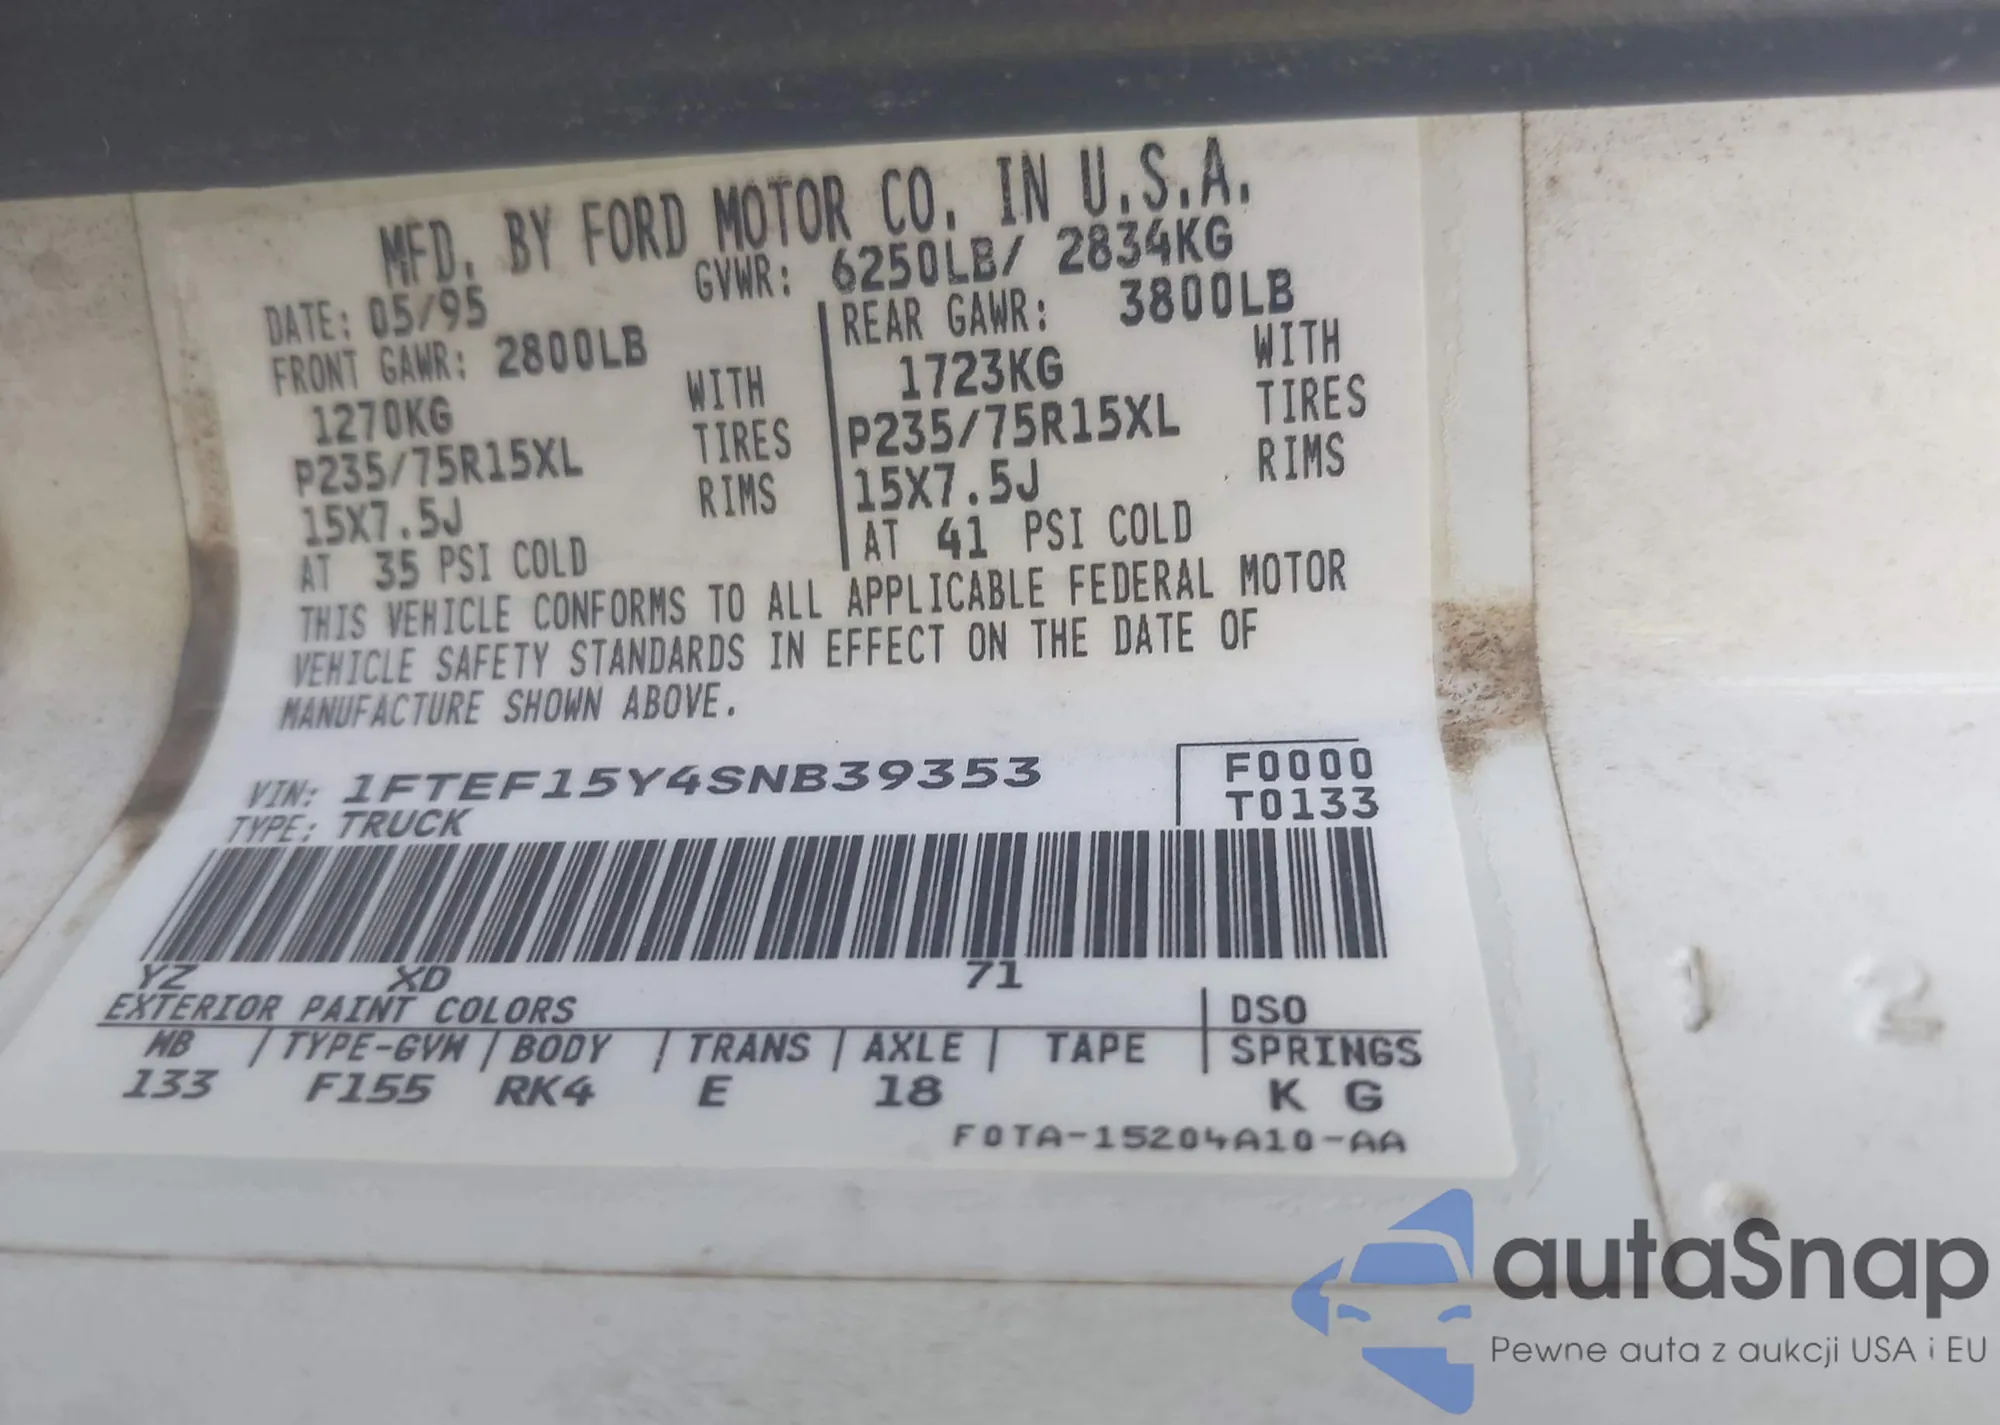 MFD. BY FORD MOTOR CO. IN U.S.A.
DATE: 05/95 GVWR: 6250LB/ 2834KG
FRONT GAWR: 2800LB REAR GAWR: 3800LB
1270KG WITH 1723KG WITH
P235/75R15XL TIRES P235/75R15XL TIRES
15X7.5J RIMS 15X7.5J RIMS
AT 35 PSI COLD AT 41 PSI COLD
THIS VEHICLE CONFORMS TO ALL APPLICABLE FEDERAL MOTOR
VEHICLE SAFETY STANDARDS IN EFFECT ON THE DATE OF
MANUFACTURE SHOWN ABOVE.
VIN: 1FTEF15Y4SNB39353 F0000
TYPE: TRUCK T0133
YZ XD 71
EXTERIOR PAINT COLORS DSO
WB / TYPE-GVW / BODY / TRANS / AXLE | TAPE | SPRINGS
133 F155 RK4 E 18 K G
F0TA-15204A10-AA
1 2
autaSnap
Pewne auta z aukcji USA i EU